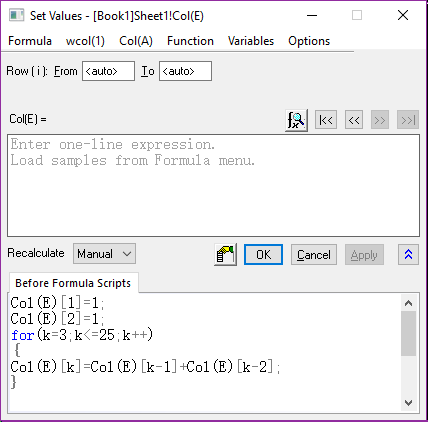 Set Values - [Book1]Sheet1!Col(E)
Formula wcol(1) Col(A) Function Variables Options
Row ( i ): From <auto> To <auto>
Col(E) =
Enter one-line expression.
Load samples from Formula menu.
Recalculate Manual OK Cancel Apply
Before Formula Scripts
Col(E)[1]=1;
Col(E)[2]=1;
for(k=3;k<=25;k++)
{
Col(E)[k]=Col(E)[k-1]+Col(E)[k-2];
}